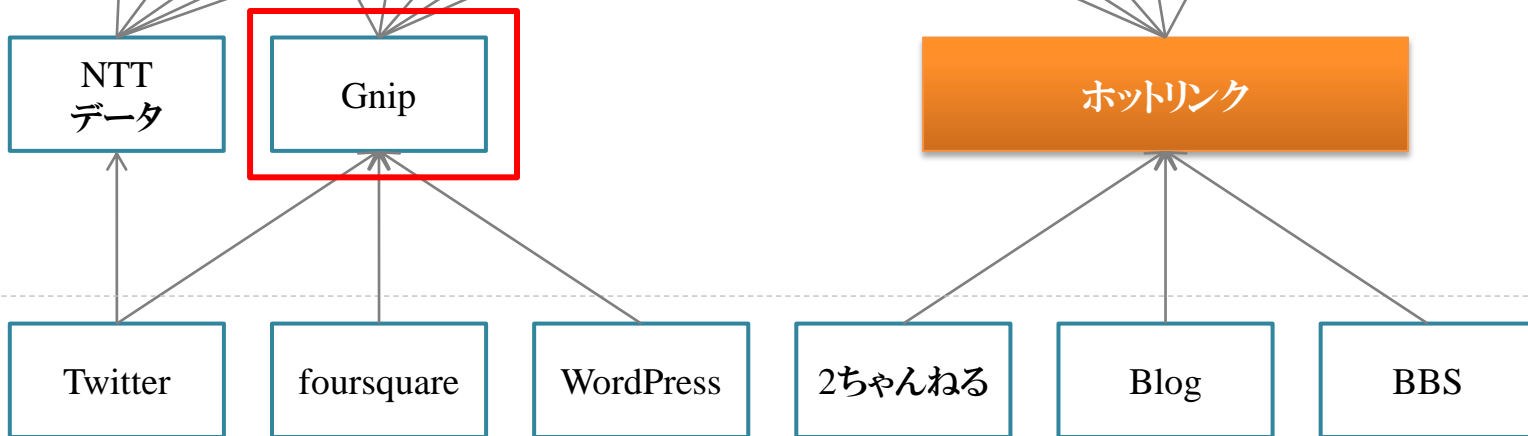 NTT
データ
Gnip
ホットリンク
Twitter
foursquare
WordPress
2ちゃんねる
Blog
BBS